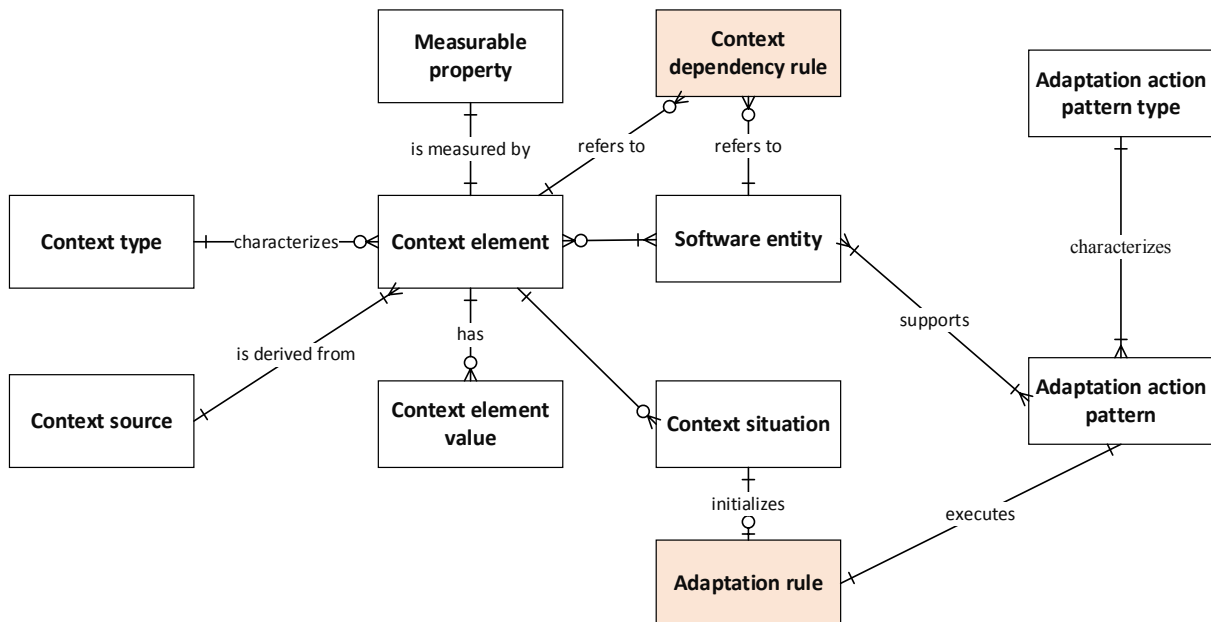 Measurable
property
Context
dependency rule
Adaptation action
pattern type
is measured by
refers to
refers to
Context type
characterizes
Context element
Software entity
characterizes
supports
has
is derived from
Context source
Context element
value
Context situation
Adaptation action
pattern
initializes
executes
Adaptation rule